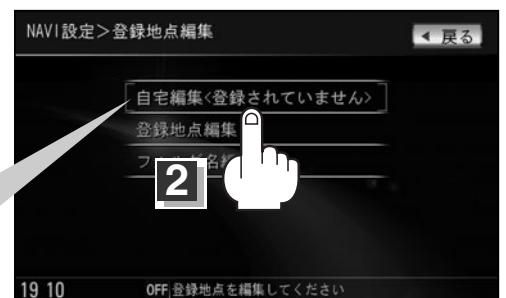 NAVI設定＞登録地点編集
◀ 戻る
自宅編集<登録されていません>
登録地点編集
2
19 10
OFF 登録地点を編集してください